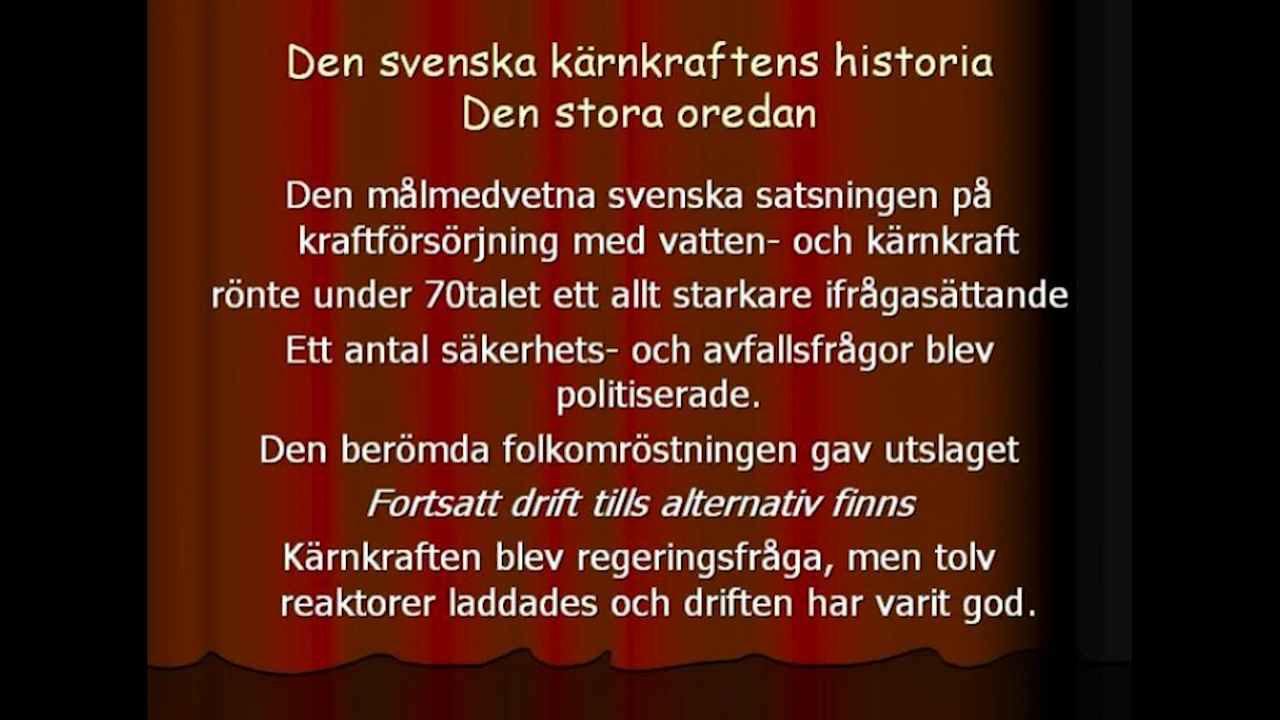 Den svenska kärnkraftens historia
Den stora oredan
Den målmedvetna svenska satsningen på
kraftförsörjning med vatten- och kärnkraft
rönte under 70talet ett allt starkare ifrågasättande
Ett antal säkerhets- och avfallsfrågor blev
politiserade.
Den berömda folkomröstningen gav utslaget
Fortsatt drift tills alternativ finns
Kärnkraften blev regeringsfråga, men tolv
reaktorer laddades och driften har varit god.